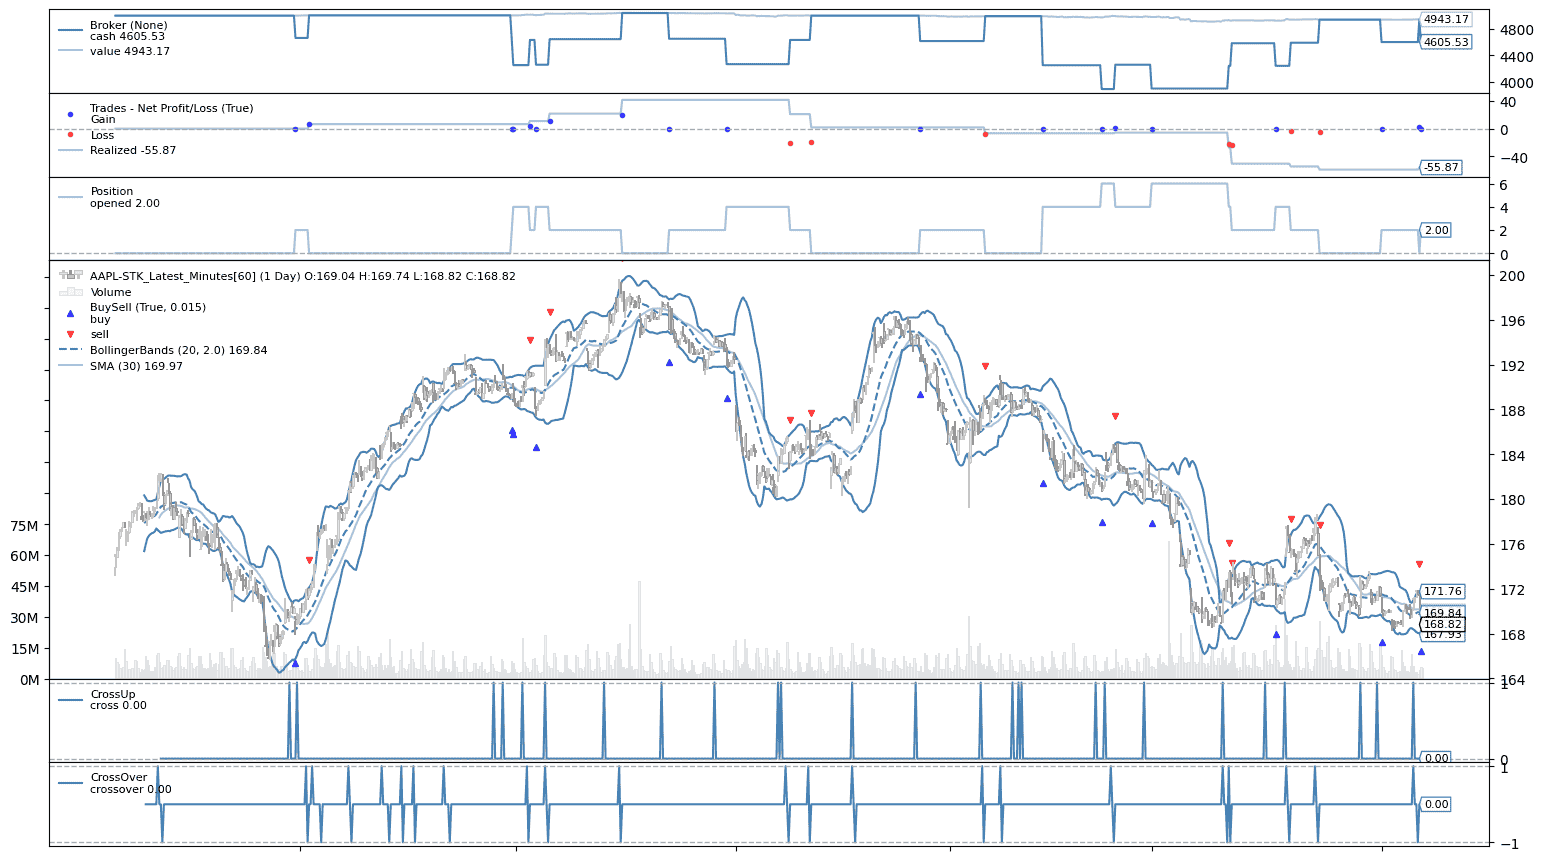 Broker (None)
cash 4605.53
value 4943.17
4943.17
4605.53
4800
4400
4000
Trades - Net Profit/Loss (True)
Gain
Loss
Realized -55.87
-55.87
40
0
−40
Position
opened 2.00
2.00
6
4
2
0
AAPL-STK_Latest_Minutes[60] (1 Day) O:169.04 H:169.74 L:168.82 C:168.82
Volume
BuySell (True, 0.015)
buy
sell
BollingerBands (20, 2.0) 169.84
SMA (30) 169.97
75M
60M
45M
30M
15M
0M
171.76
169.84
168.82
167.93
200
196
192
188
184
180
176
172
168
164
CrossUp
cross 0.00
0.00
1
0
CrossOver
crossover 0.00
0.00
1
−1